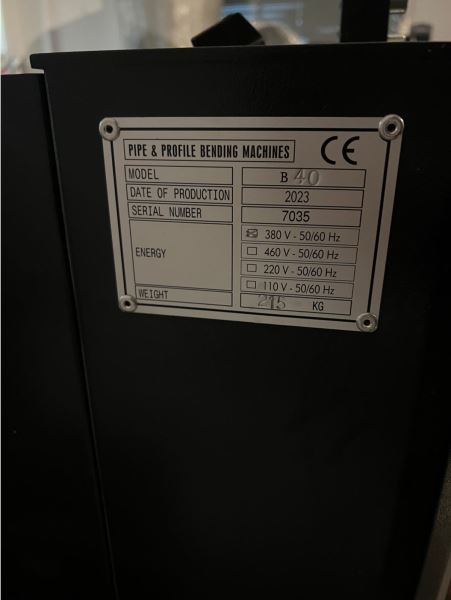 PIPE & PROFILE BENDING MACHINES CE
MODEL B 40
DATE OF PRODUCTION 2023
SERIAL NUMBER 7035
ENERGY
☒ 380 V - 50/60 Hz
☐ 460 V - 50/60 Hz
☐ 220 V - 50/60 Hz
☐ 110 V - 50/60 Hz
WEIGHT 215 KG